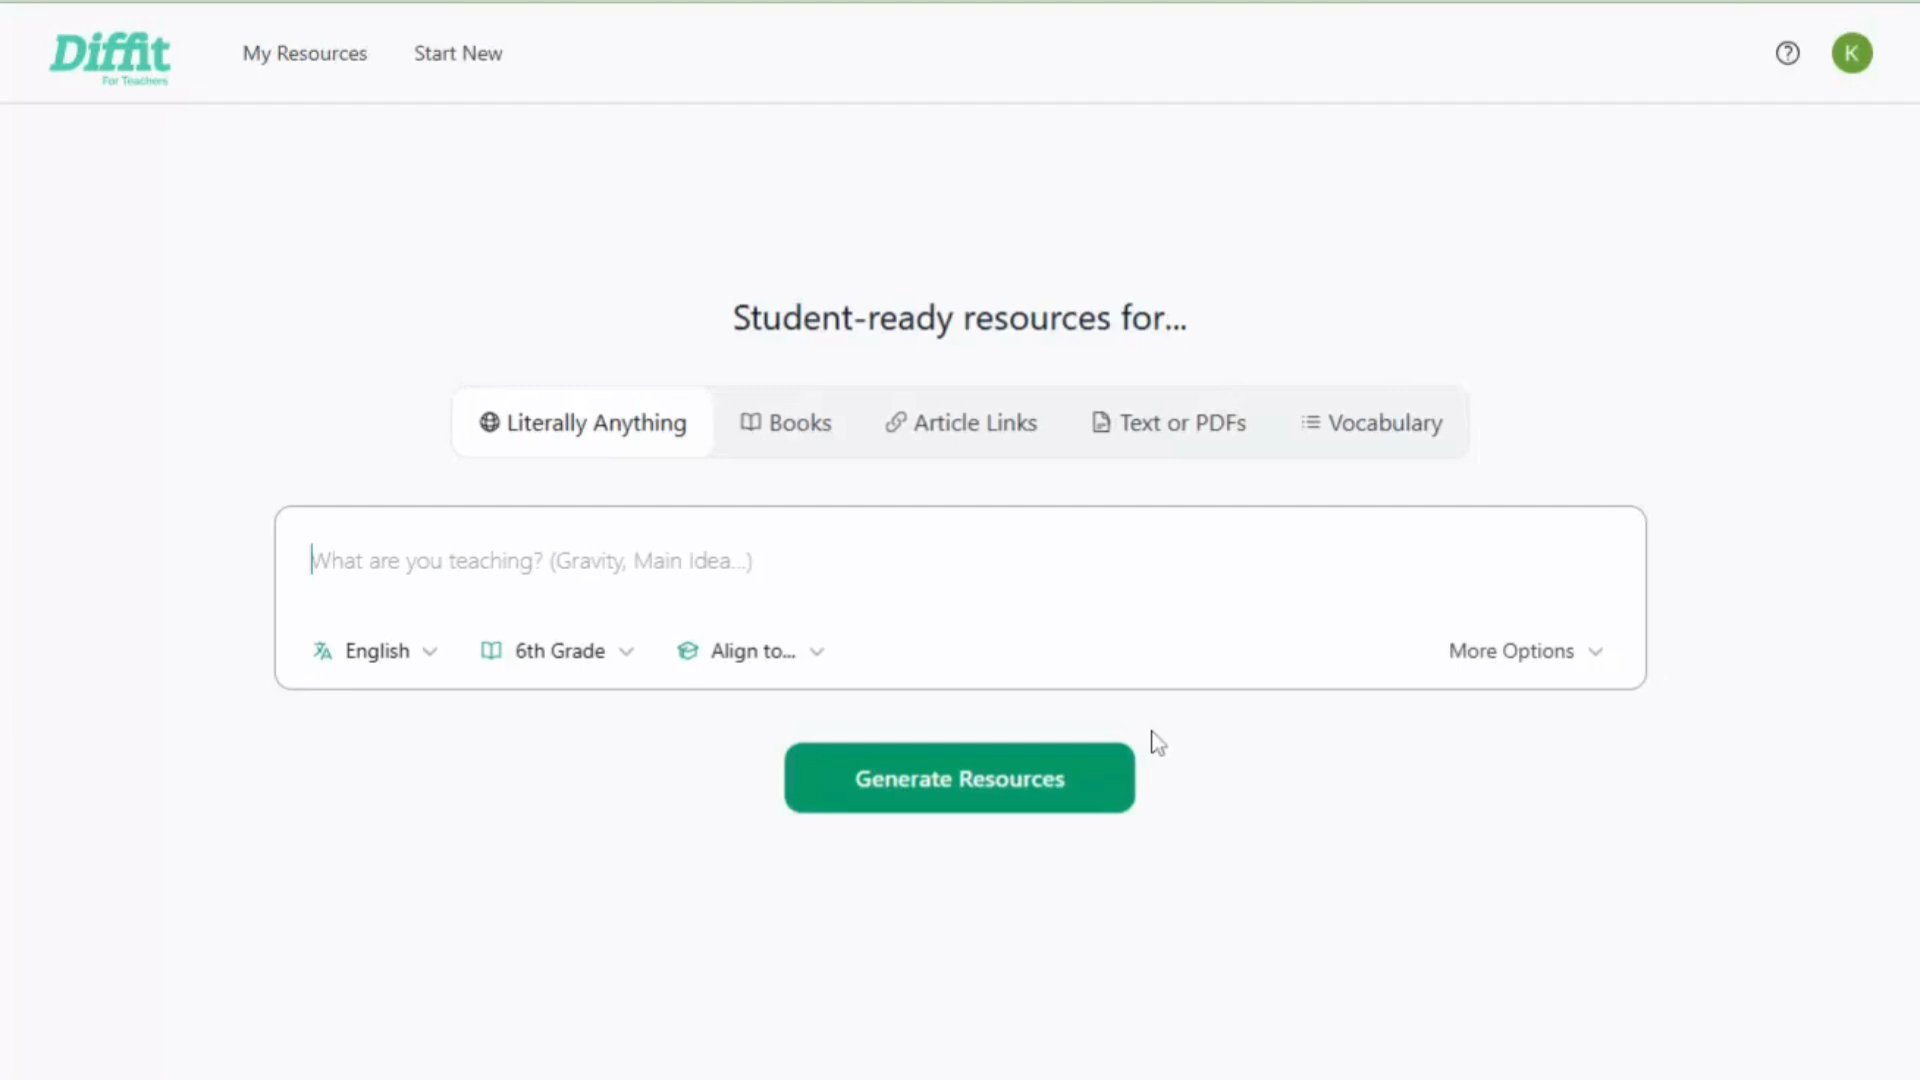 Diffit
For Teachers
My Resources
Start New
K
Student-ready resources for...
Literally Anything
Books
Article Links
Text or PDFs
Vocabulary
What are you teaching? (Gravity, Main Idea...)
English
6th Grade
Align to...
More Options
Generate Resources